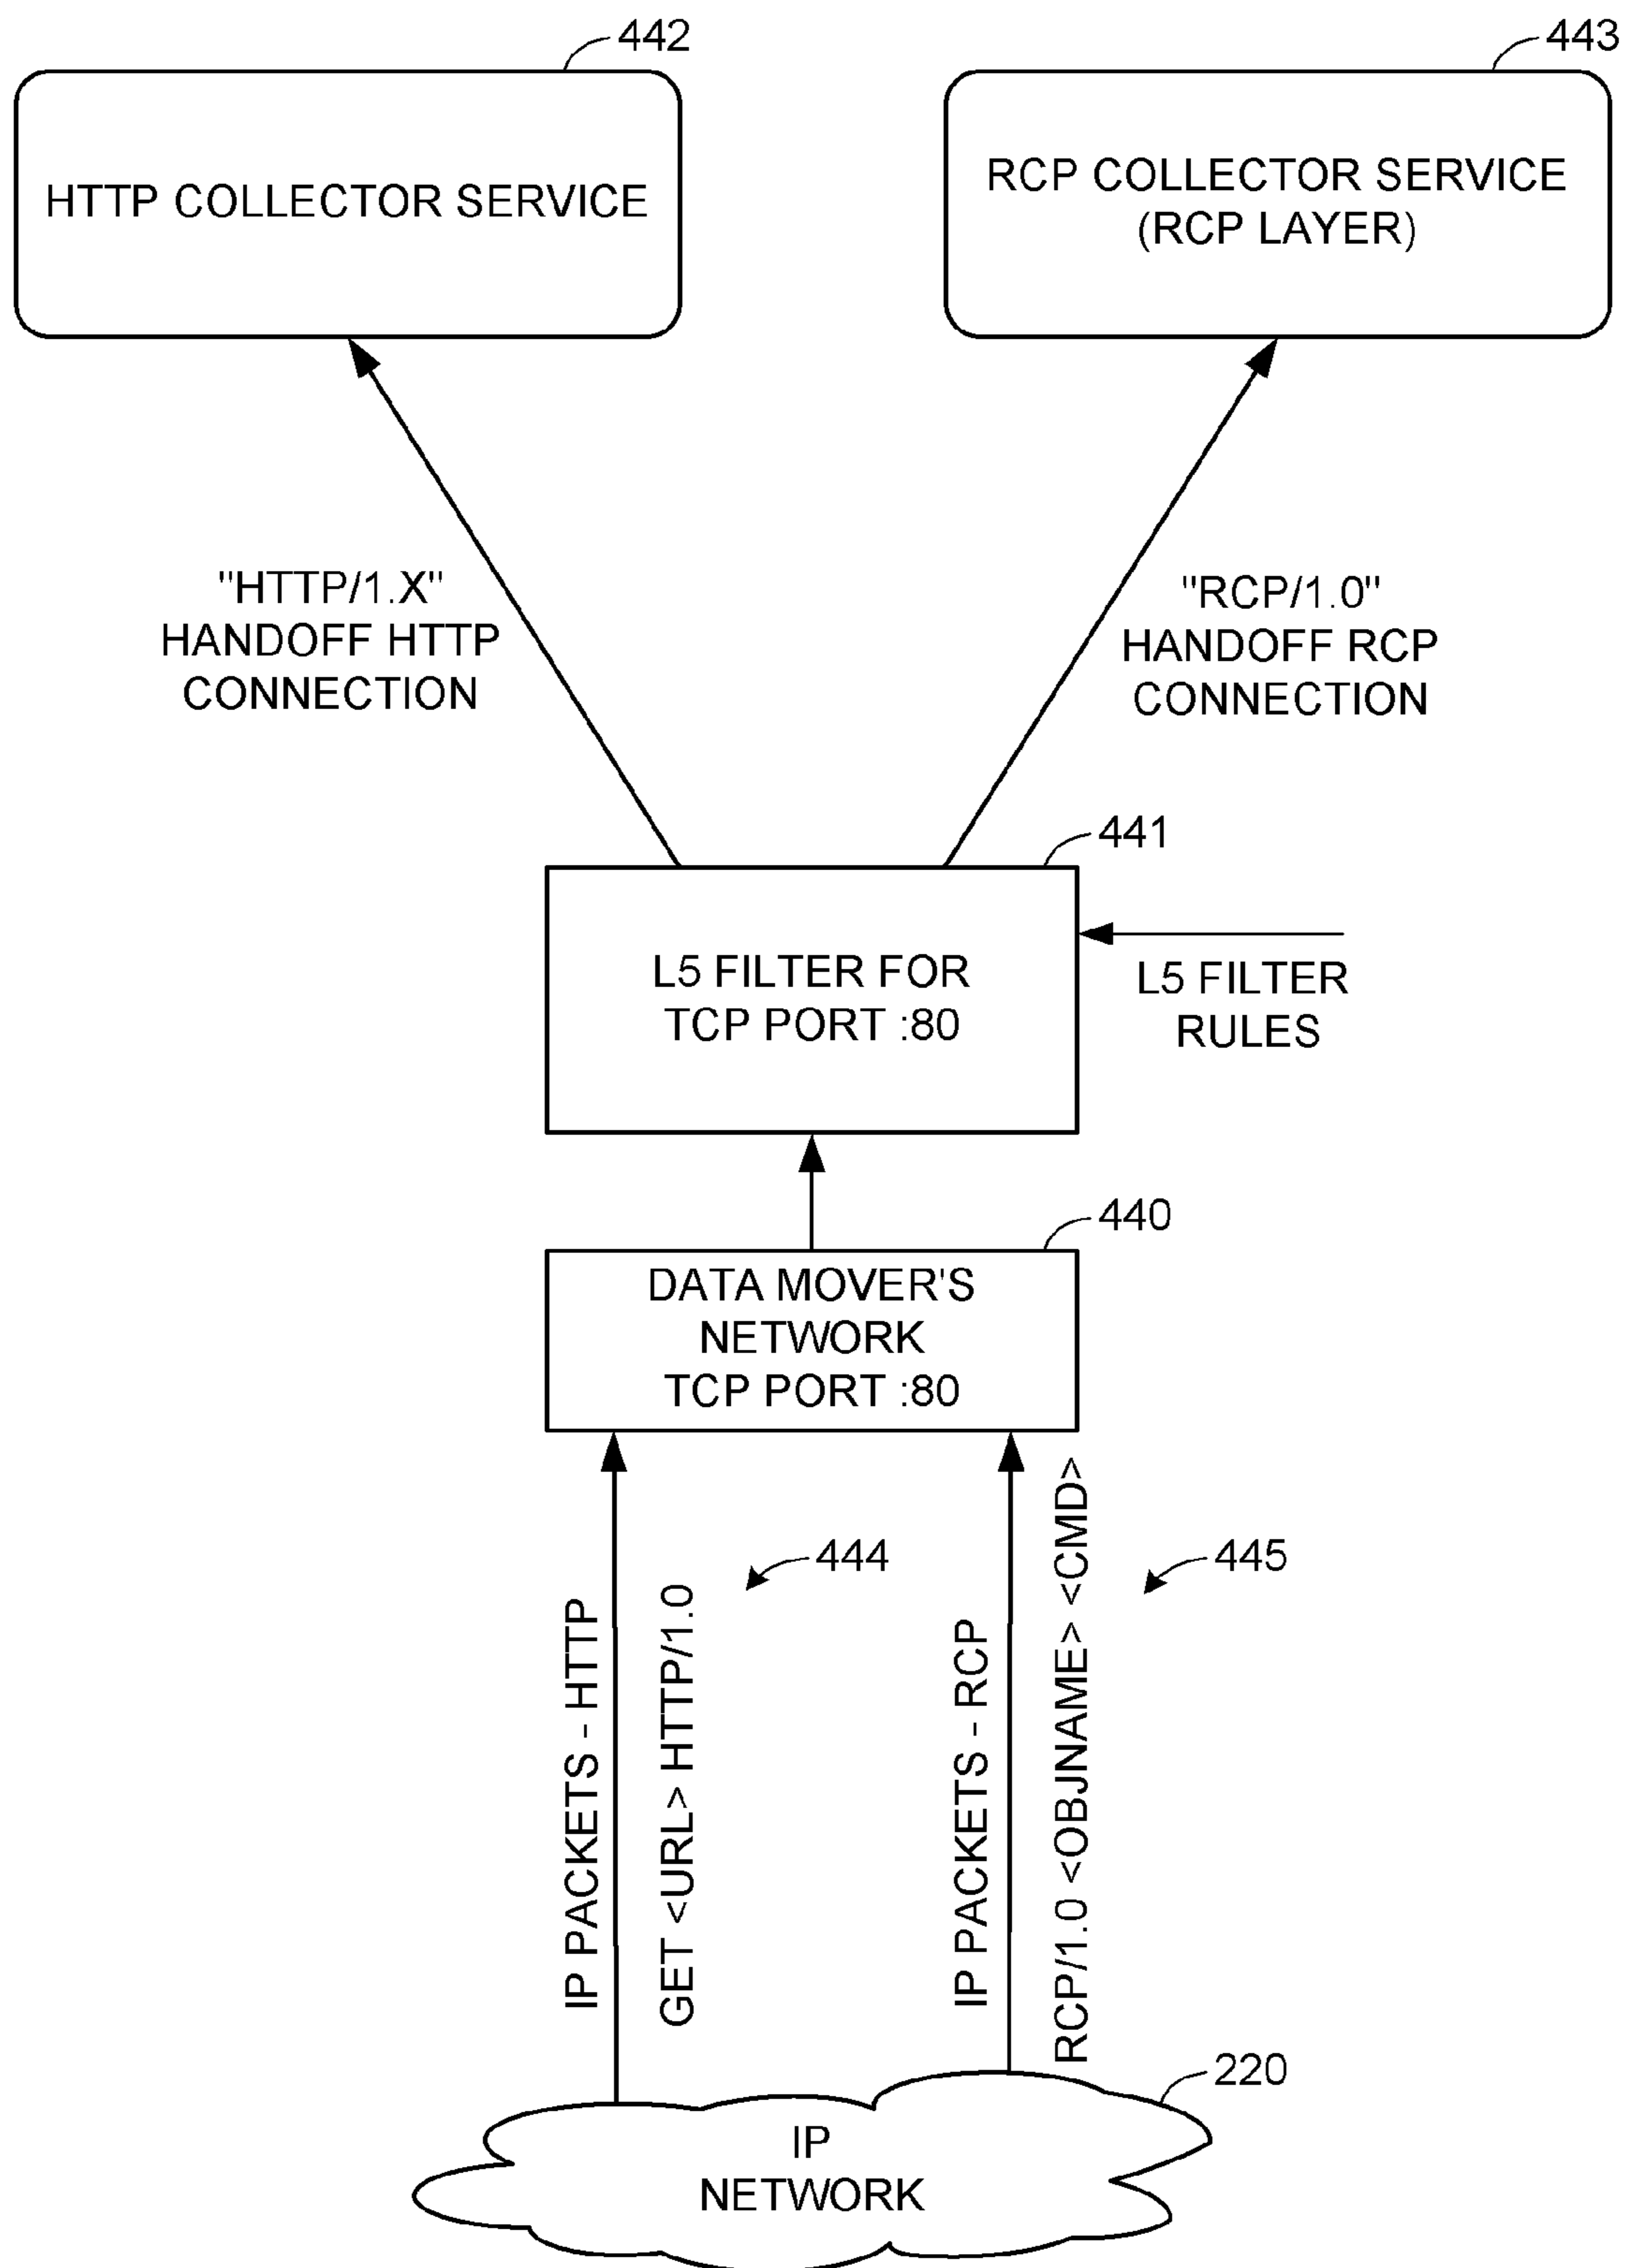 442
443
HTTP COLLECTOR SERVICE
RCP COLLECTOR SERVICE
(RCP LAYER)
"HTTP/1.X"
HANDOFF HTTP
CONNECTION
"RCP/1.0"
HANDOFF RCP
CONNECTION
441
L5 FILTER FOR
TCP PORT :80
L5 FILTER
RULES
440
DATA MOVER'S
NETWORK
TCP PORT :80
IP PACKETS - HTTP
GET <URL> HTTP/1.0
444
IP PACKETS - RCP
RCP/1.0 <OBJNAME> <CMD>
445
220
IP
NETWORK